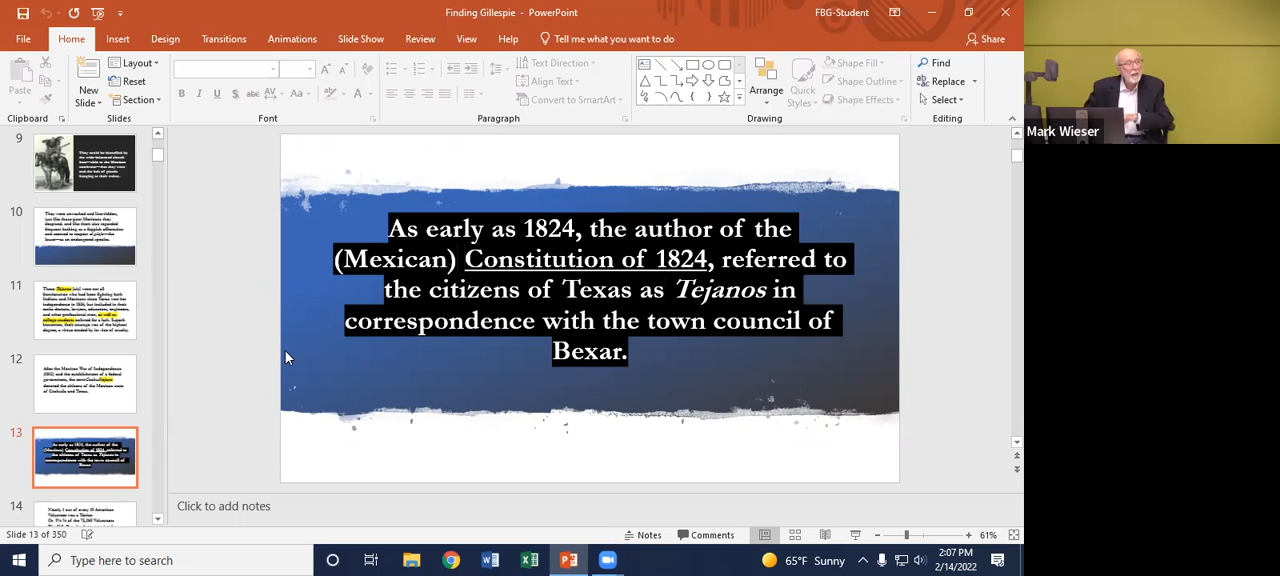 Finding Gillespie - PowerPoint
FBG-Student
File
Home
Insert
Design
Transitions
Animations
Slide Show
Review
View
Help
Tell me what you want to do
Share
Paste
New
Slide
Layout
Reset
Section
Text Direction
Align Text
Convert to SmartArt
Arrange
Quick
Styles
Shape Fill
Shape Outline
Shape Effects
Find
Replace
Select
Clipboard
Slides
Font
Paragraph
Drawing
Editing
Mark Wieser
9
10
11
12
After the Mexican War of Independence
13
14
As early as 1824, the author of the
(Mexican) Constitution of 1824, referred to
the citizens of Texas as Tejanos in
correspondence with the town council of
Bexar.
Click to add notes
Slide 13 of 350
Notes
Comments
61%
Type here to search
65°F Sunny
2:07 PM
2/14/2022